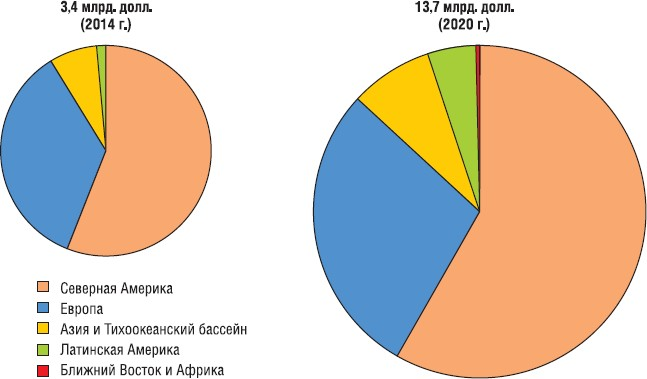 3,4 млрд. долл.
(2014 г.)
13,7 млрд. долл.
(2020 г.)
Северная Америка
Европа
Азия и Тихоокеанский бассейн
Латинская Америка
Ближний Восток и Африка